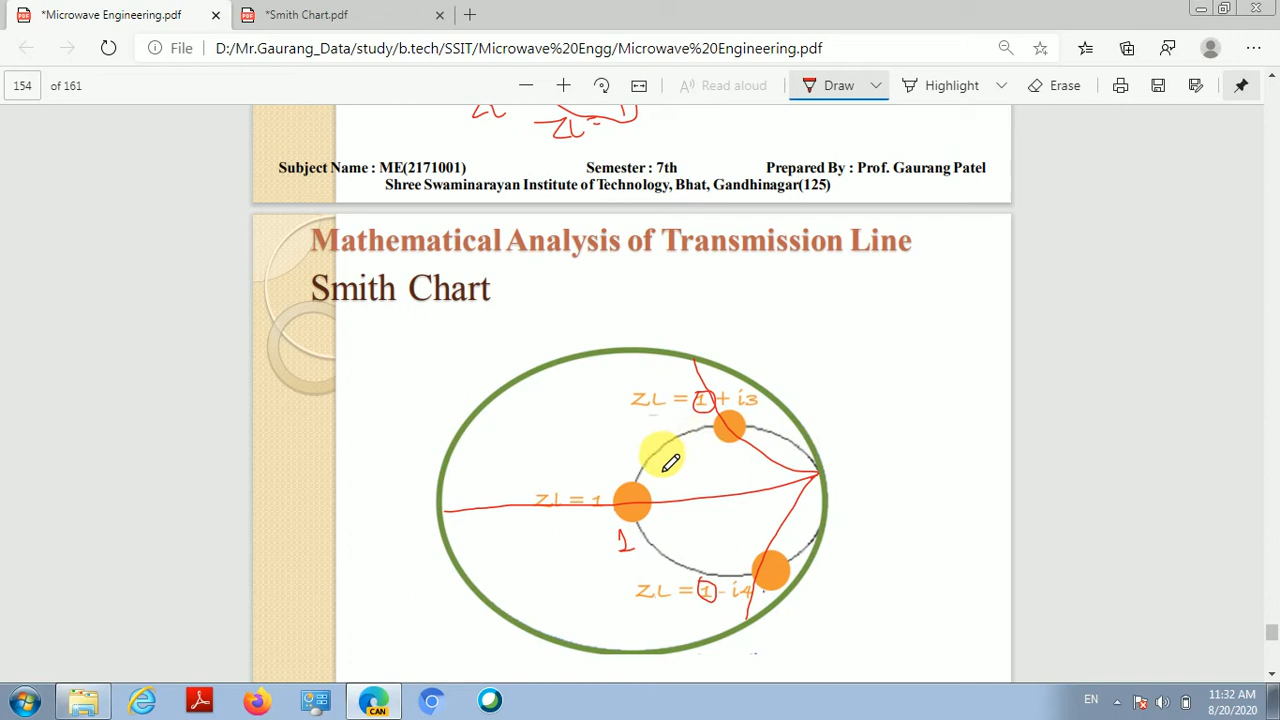 *Microwave Engineering.pdf
*Smith Chart.pdf
File D:/Mr.Gaurang_Data/study/b.tech/SSIT/Microwave%20Engg/Microwave%20Engineering.pdf
154 of 161
Read aloud
Draw
Highlight
Erase
ZL
ZL =
Subject Name : ME(2171001) Semester : 7th Prepared By : Prof. Gaurang Patel
Shree Swaminarayan Institute of Technology, Bhat, Gandhinagar(125)
Mathematical Analysis of Transmission Line
Smith Chart
ZL = 1 + i3
ZL = 1
1
ZL = 1 - i4
CAN
EN
11:32 AM
8/20/2020